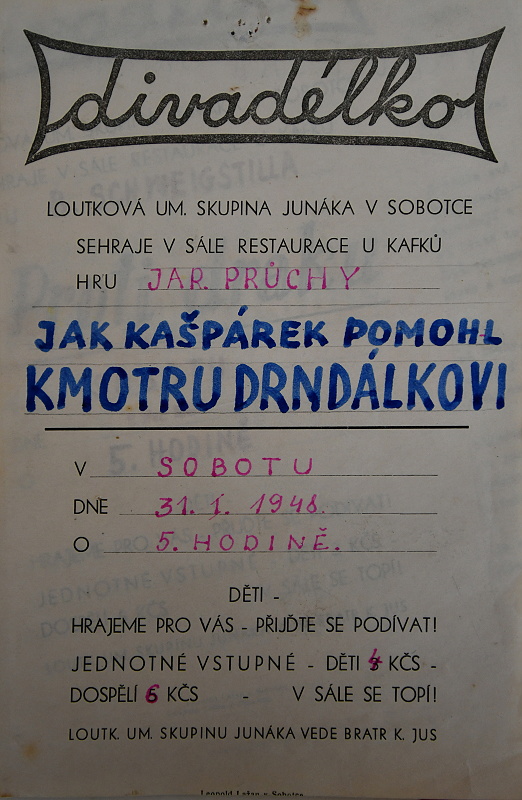 divadélko
LOUTKOVÁ UM. SKUPINA JUNÁKA V SOBOTCE
SEHRAJE V SÁLE RESTAURACE U KAFKŮ
HRU JAR. PRŮCHY
JAK KAŠPÁREK POMOHL
KMOTRU DRNDÁLKOVI
V SOBOTU
DNE 31. I. 1948.
O 5. HODINĚ.
DĚTI -
HRAJEME PRO VÁS - PŘIJĎTE SE PODÍVAT!
JEDNOTNÉ VSTUPNÉ - DĚTI 4 KČS -
DOSPĚLÍ 6 KČS - V SÁLE SE TOPÍ!
LOUTK. UM. SKUPINU JUNÁKA VEDE BRATR K. JUS